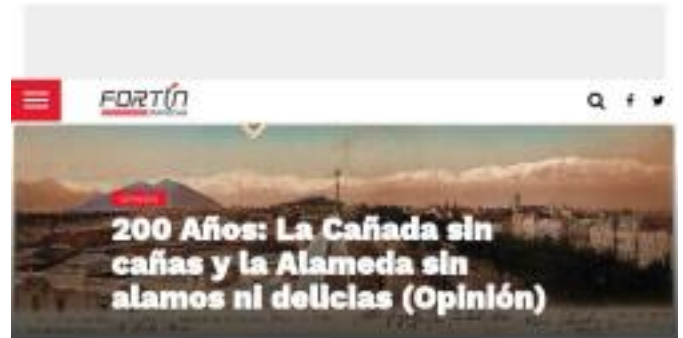 FORTÍN
200 Años: La Cañada sin
cañas y la Alameda sin
alamos ni delicias (Opinión)